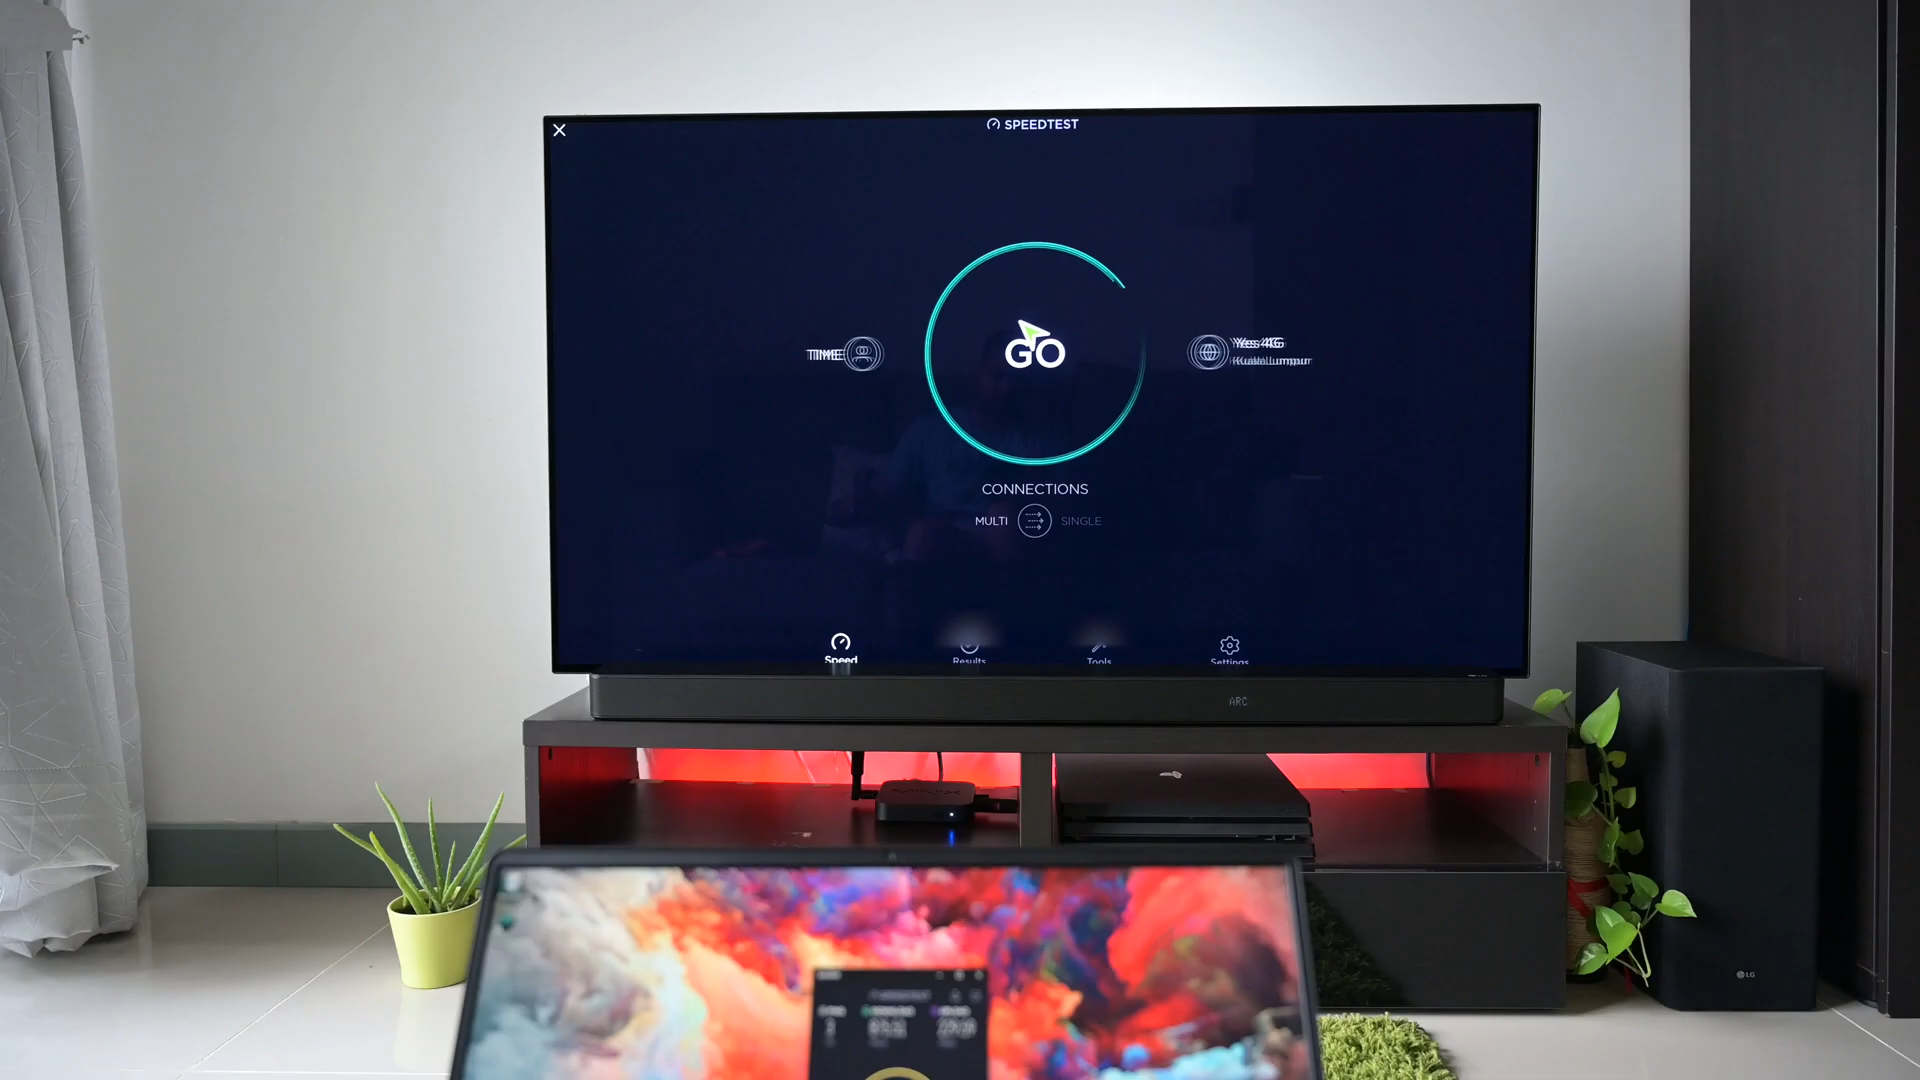 SPEEDTEST
GO
TIME
Yes 4G
Kuala Lumpur
CONNECTIONS
MULTI
SINGLE
Speed
Results
Tools
Settings
ARC
LG